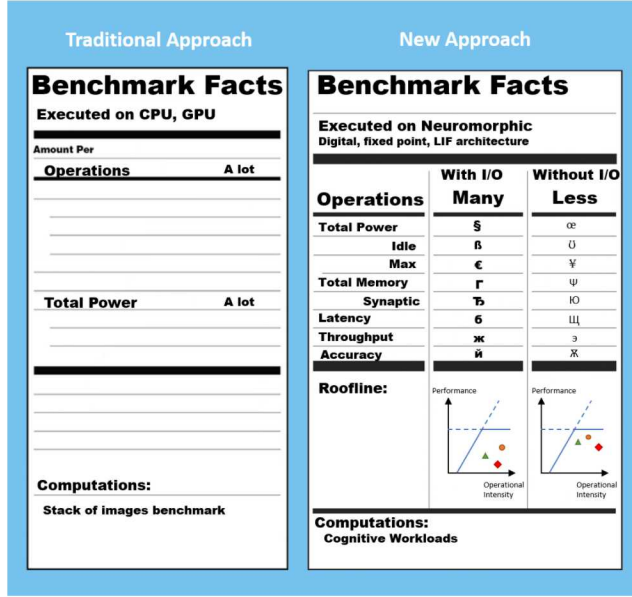 Traditional Approach
Benchmark Facts
Executed on CPU, GPU
Amount Per
Operations A lot
Total Power A lot
Computations:
Stack of images benchmark
New Approach
Benchmark Facts
Executed on Neuromorphic
Digital, fixed point, LIF architecture
With I/O Without I/O
Operations Many Less
Total Power § œ
Idle ß Ʊ
Max € ¥
Total Memory Г Ψ
Synaptic Ъ Ю
Latency б Щ
Throughput ж э
Accuracy й Ѫ
Roofline:
Performance Performance
Operational Operational
Intensity Intensity
Computations:
Cognitive Workloads